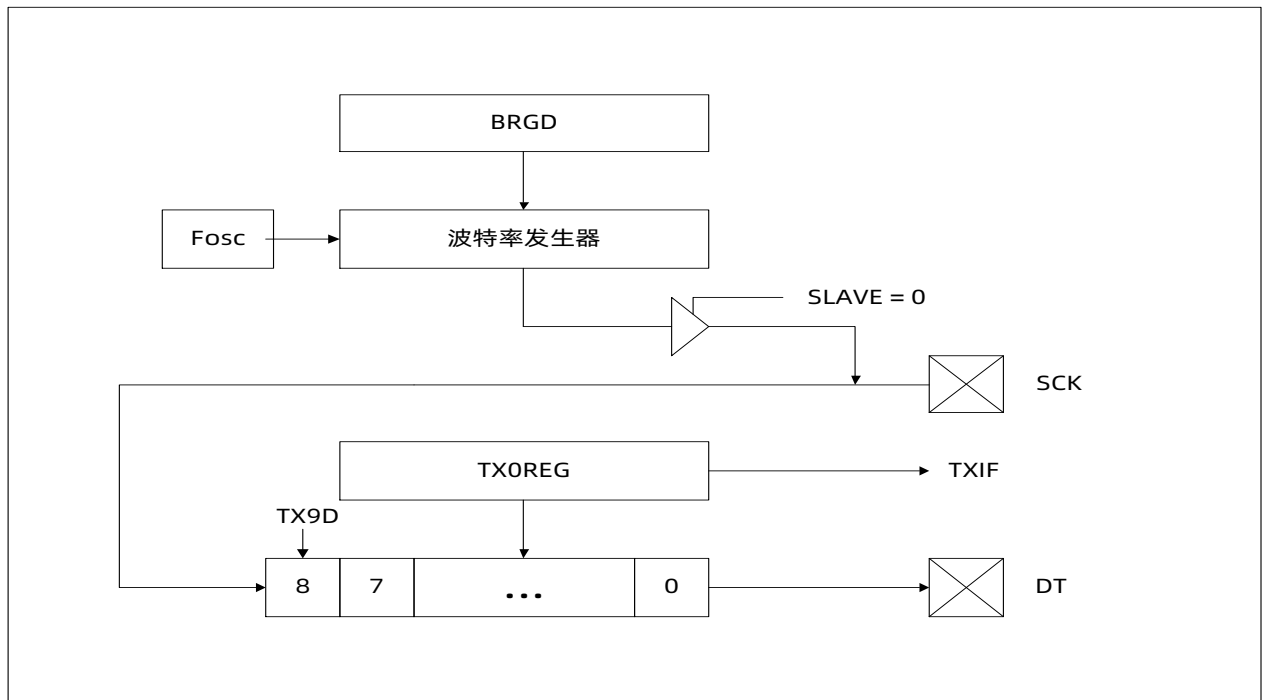 BRGD
Fosc
波特率发生器
SLAVE = 0
SCK
TX0REG
TXIF
TX9D
8 7 ... 0
DT